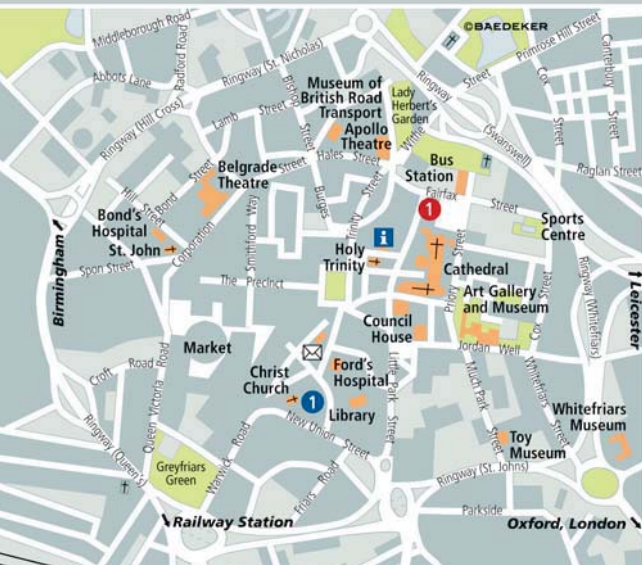 Middleborough Road
©BAEDEKER
Primrose Hill Street
Canterbury
Street
Abbots Lane
Radford Road
Ringway (St. Nicholas)
Bishop
Street
Museum of
British Road
Transport
Apollo
Theatre
Lady
Herbert's
Garden
Ringway
(Swanswell)
Street
Cox
Street
Ringway (Hill Cross)
Lamb Street
Hales Street
Bus
Station
Raglan Street
Belgrade
Theatre
Street
Burges
Trinity
Street
Fairfax
Street
1
Hill Street
Bond
Street
Bond's
Hospital
St. John
Corporation
Smithford Way
i
Holy
Trinity
Sports
Centre
Birmingham
Spon Street
The Precinct
Cathedral
Priory
Street
Art Gallery
and Museum
Cox
Street
Ringway (Whitefriars)
Leicester
Market
Council
House
Jordan Well
Croft Road
Queen Victoria Road
Christ
Church
1
Ford's
Hospital
Library
Little Park Street
Much Park
Street
Whitefriars
Street
Whitefriars
Museum
New Union Street
Toy
Museum
Ringway (Queen's)
Greyfriars
Green
Warwick Road
Friars Road
Ringway (St. Johns)
Railway Station
Parkside
Oxford, London